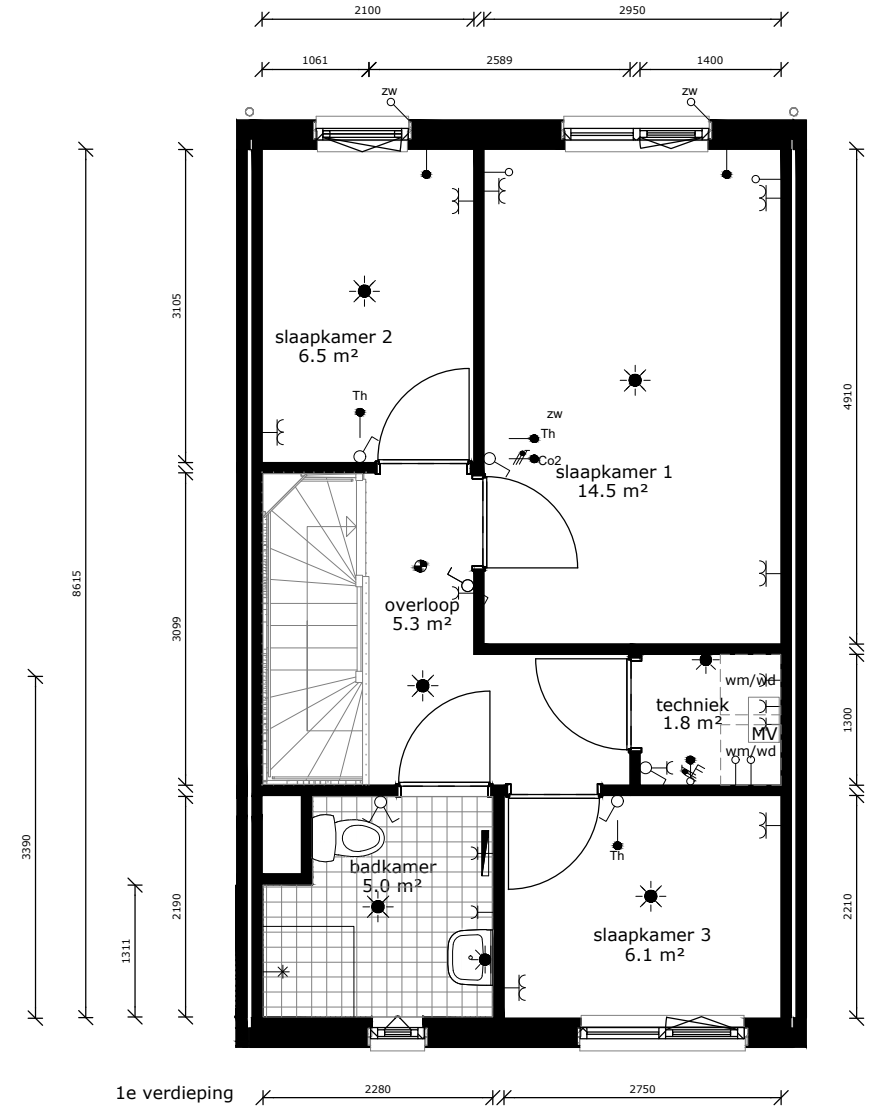 2100
2950
1061
2589
1400
zw
zw
3105
4910
slaapkamer 2
6.5 m²
Th
zw
Th
Co2
slaapkamer 1
14.5 m²
8615
3099
overloop
5.3 m²
wm/wd
techniek
1.8 m²
MV
wm/wd
1300
3390
1311
2190
badkamer
5.0 m²
Th
slaapkamer 3
6.1 m²
2210
1e verdieping
2280
2750